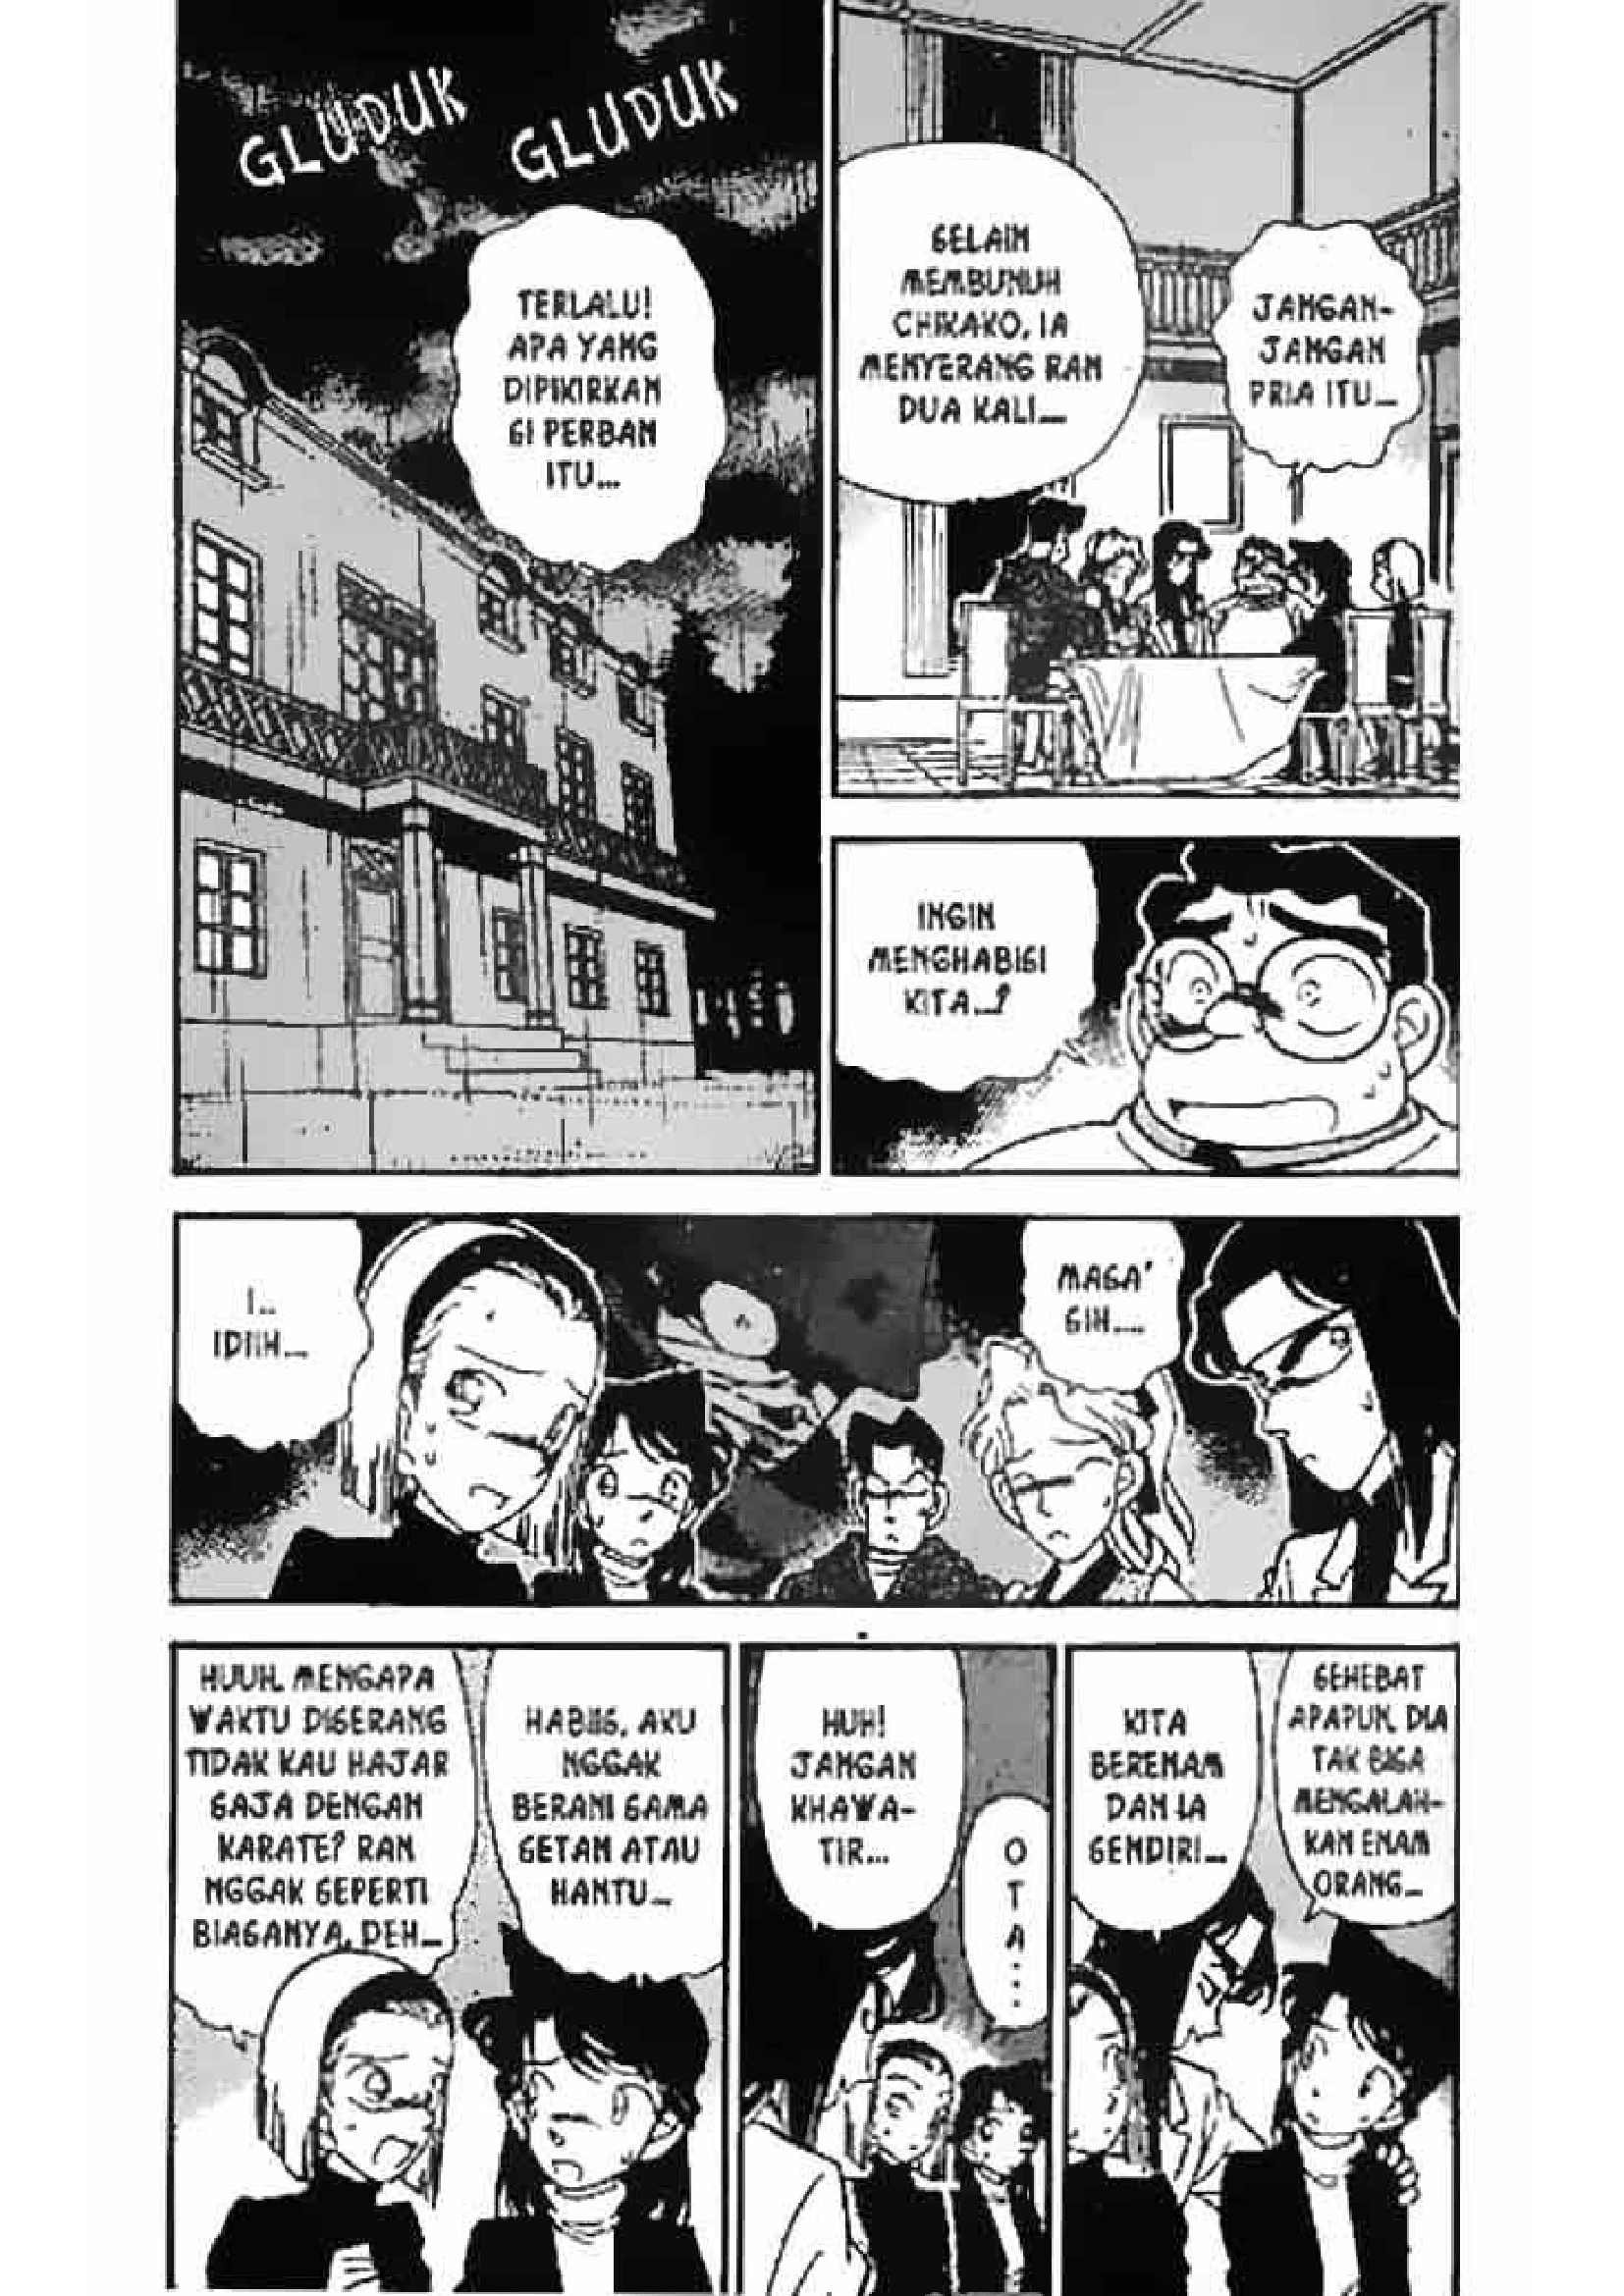 GLUDUK
GLUDUK
TERLALU!
APA YANG
DIPIKIRKAN
SI PERBAN
ITU...
SELAIN
MEMBUNUH
CHIKAKO, IA
MENYERANG RAN
DUA KALI...
JANGAN-
JANGAN
PRIA ITU...
INGIN
MENGHABISI
KITA...?
I..
IDIIH...
MASA'
SIH....
HUUH, MENGAPA
WAKTU DISERANG
TIDAK KAU HAJAR
SAJA DENGAN
KARATE? RAN
NGGAK SEPERTI
BIASANYA, DEH...
HABIIS, AKU
NGGAK
BERANI SAMA
SETAN ATAU
HANTU...
HUH!
JANGAN
KHAWA-
TIR...
O
T
A
....
KITA
BERENAM
DAN IA
SENDIRI...
SEHEBAT
APAPUN, DIA
TAK BISA
MENGALAH-
KAN ENAM
ORANG...